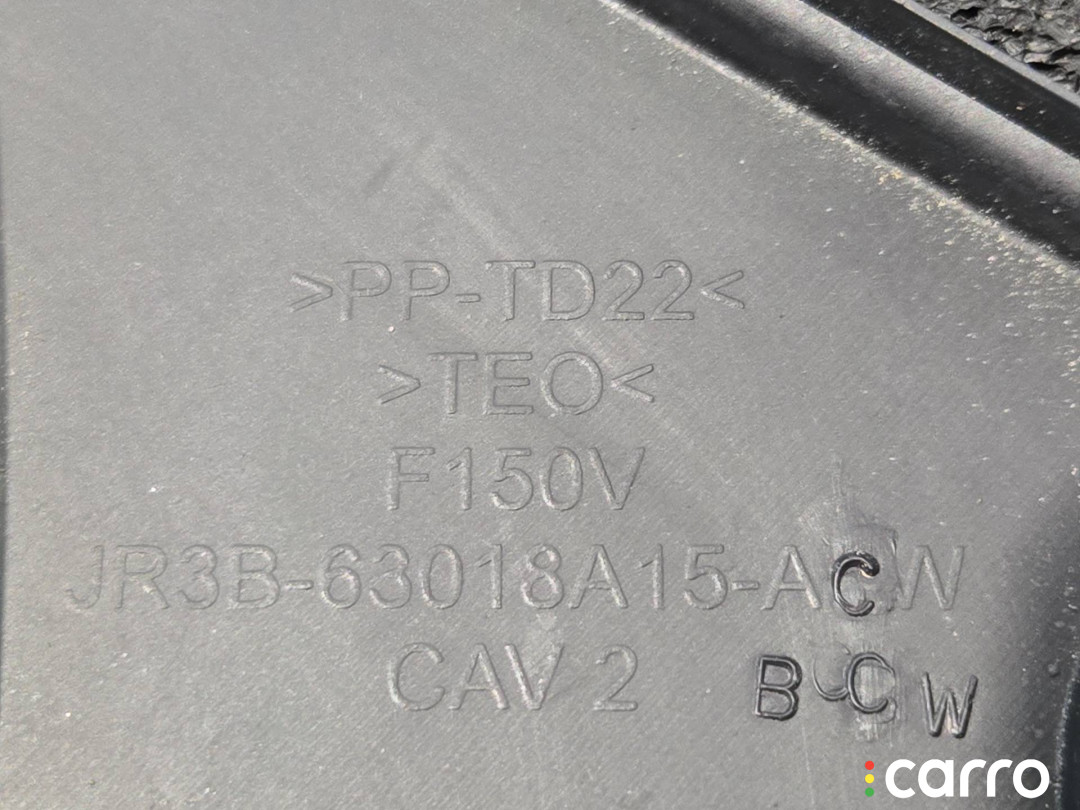 >PP-TD22<
>TEO<
F150V
JR3B-63018A15-ACW
CAV 2
B C W
carro